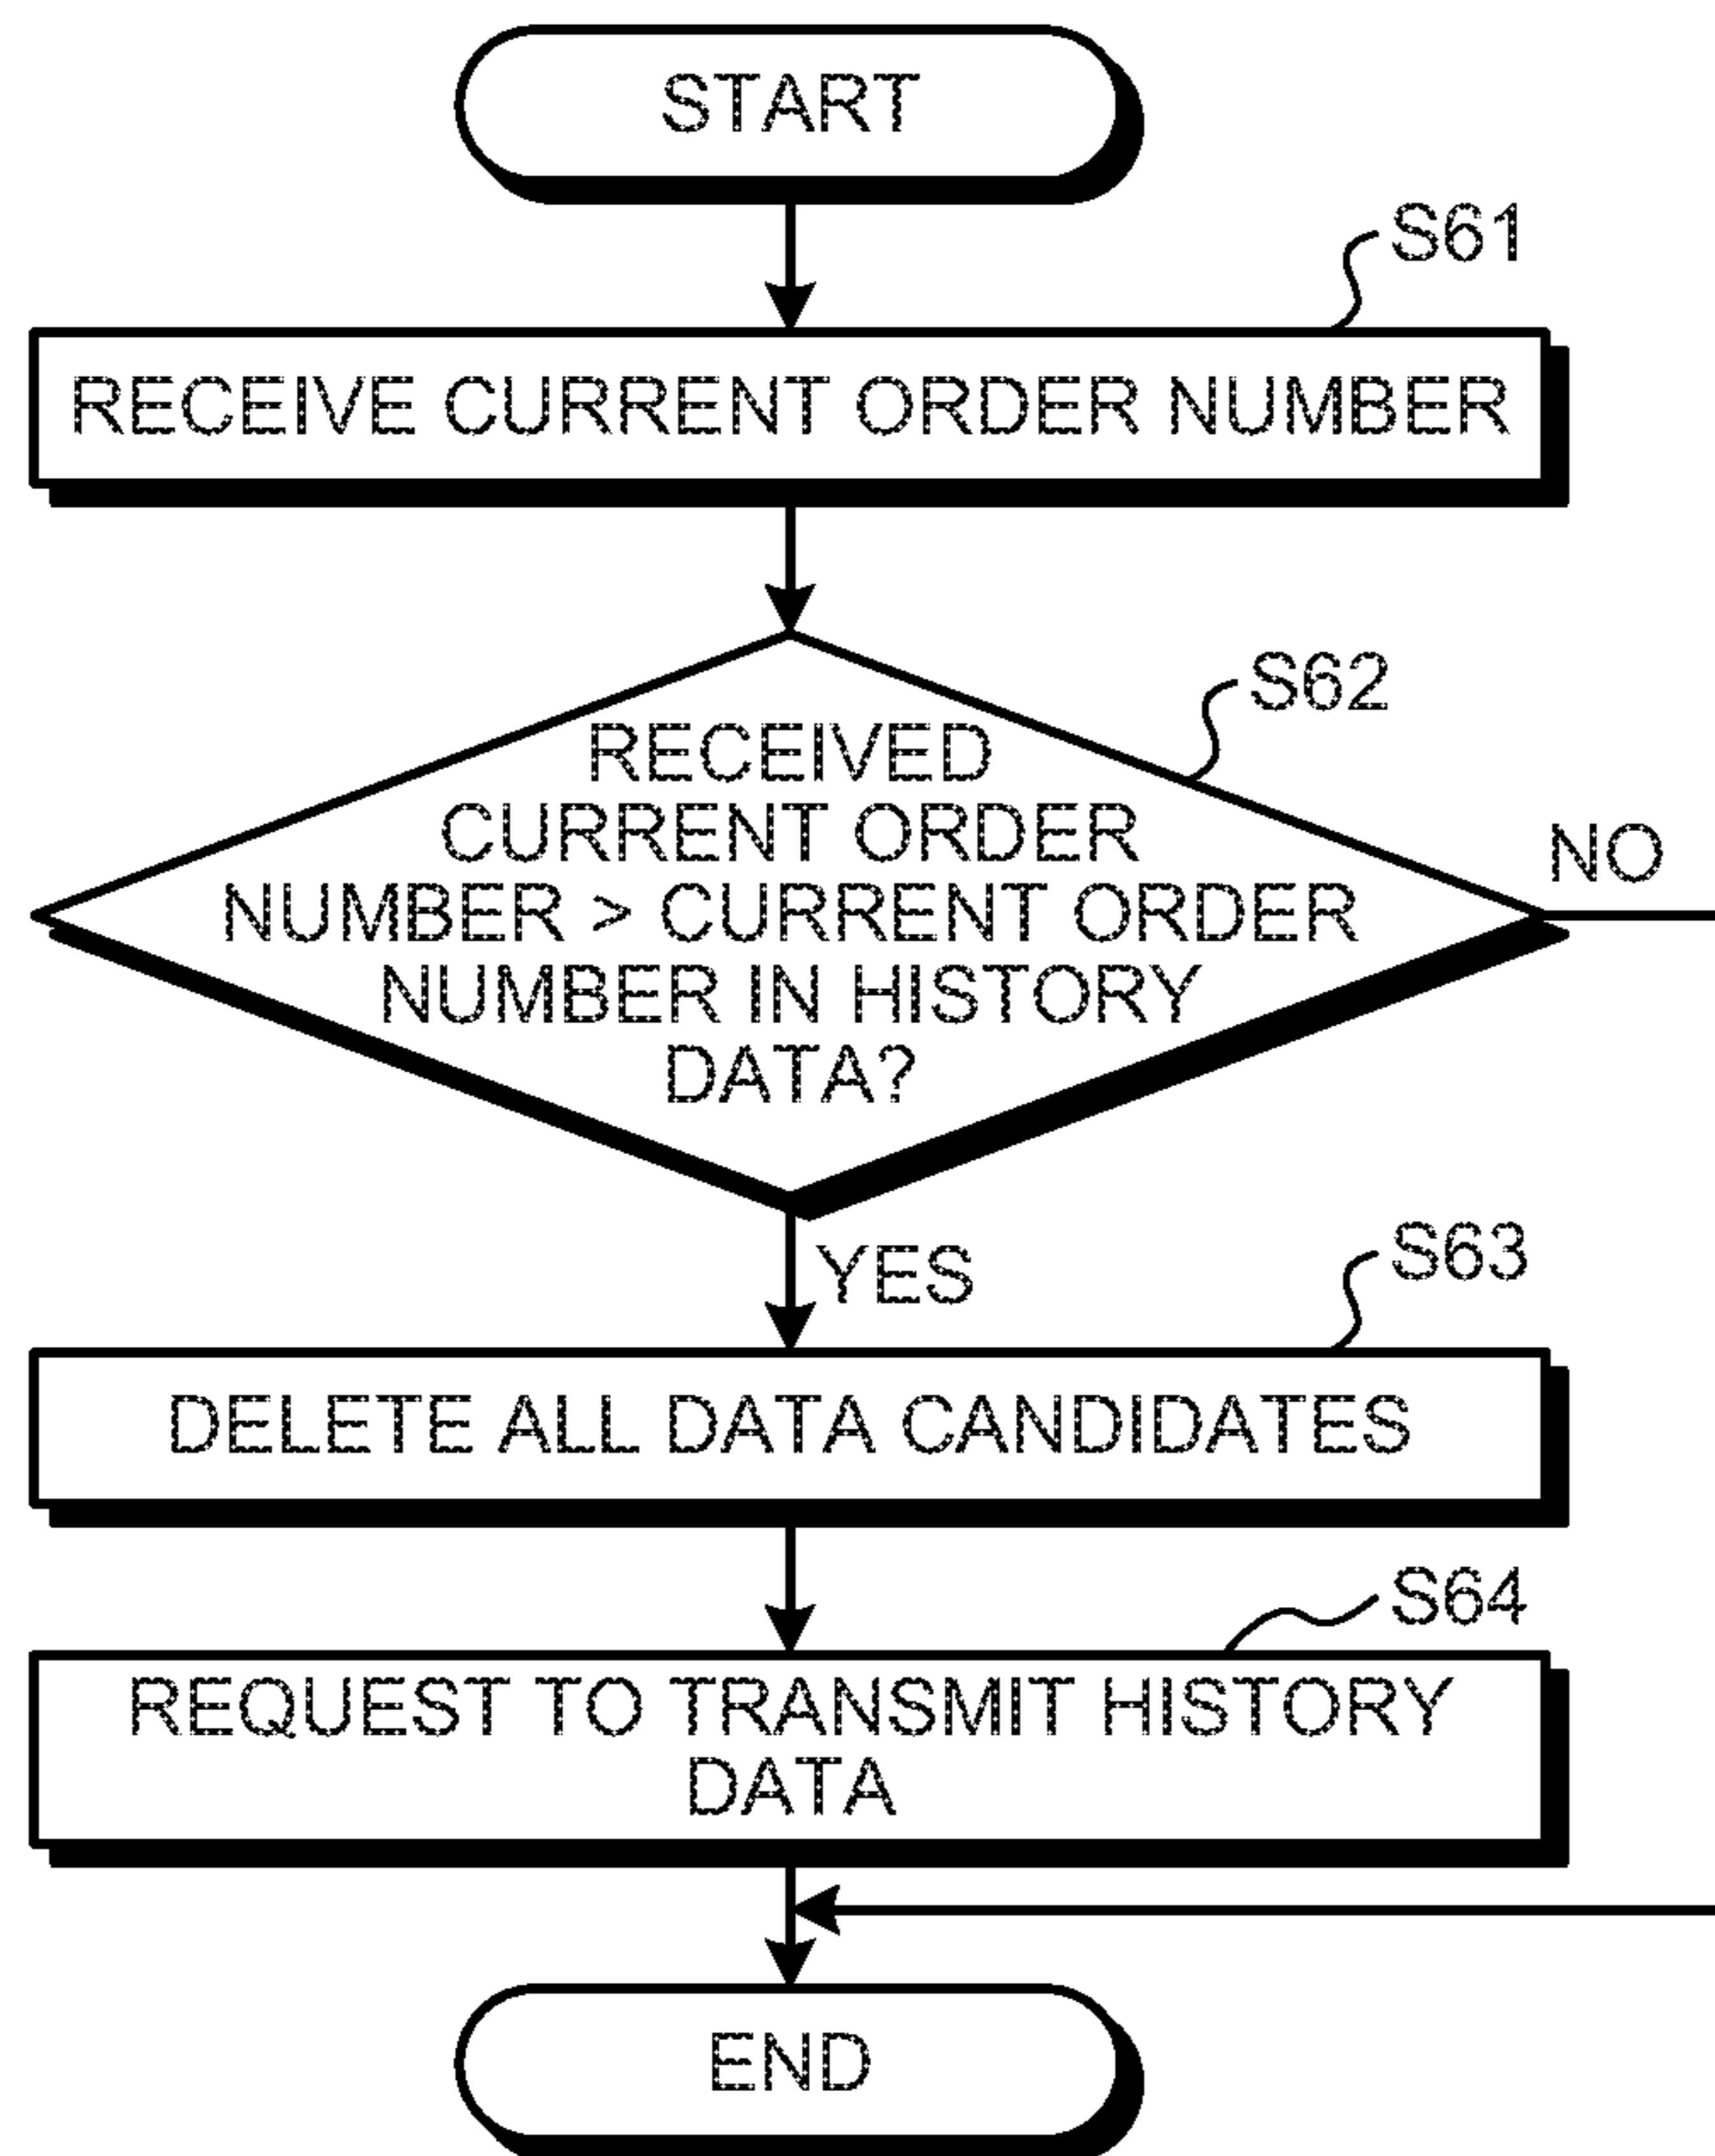 START
S61
RECEIVE CURRENT ORDER NUMBER
S62
RECEIVED
CURRENT ORDER
NUMBER > CURRENT ORDER
NUMBER IN HISTORY
DATA?
NO
YES
S63
DELETE ALL DATA CANDIDATES
S64
REQUEST TO TRANSMIT HISTORY
DATA
END